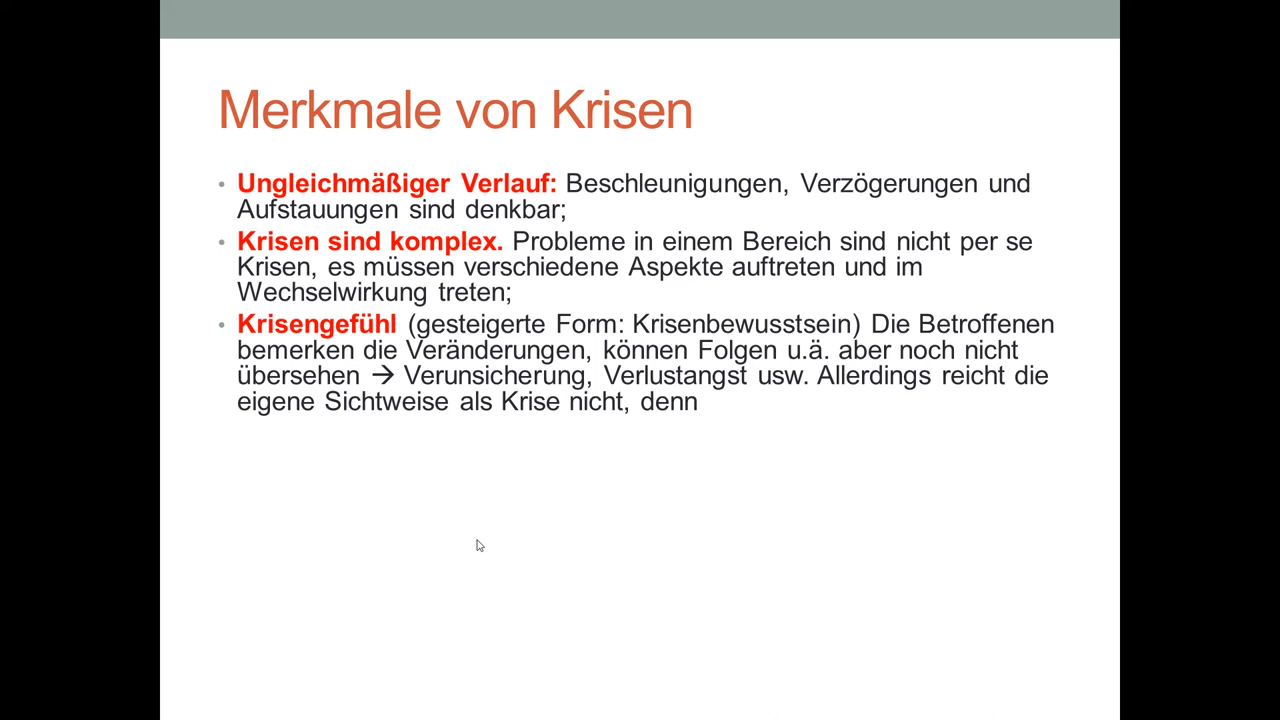 Merkmale von Krisen
• Ungleichmäßiger Verlauf: Beschleunigungen, Verzögerungen und
Aufstauungen sind denkbar;
• Krisen sind komplex. Probleme in einem Bereich sind nicht per se
Krisen, es müssen verschiedene Aspekte auftreten und im
Wechselwirkung treten;
• Krisengefühl (gesteigerte Form: Krisenbewusstsein) Die Betroffenen
bemerken die Veränderungen, können Folgen u.ä. aber noch nicht
übersehen → Verunsicherung, Verlustangst usw. Allerdings reicht die
eigene Sichtweise als Krise nicht, denn